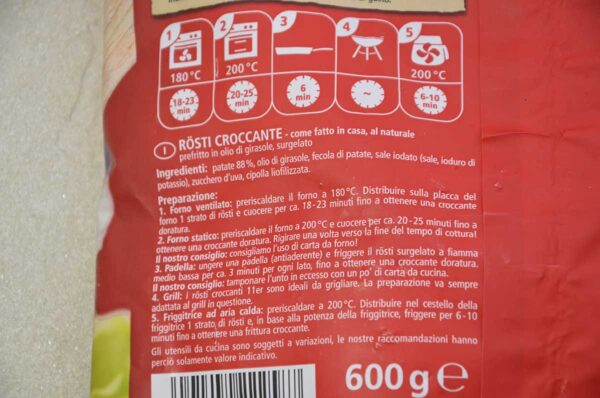 1 2 3 4 5
180 °C 200 °C 200 °C
18-23 min 20-25 min 6 min ~ 6-10 min
RÖSTI CROCCANTE - come fatto in casa, al naturale
prefritto in olio di girasole, surgelato
Ingredienti: patate 88%, olio di girasole, fecola di patate, sale iodato (sale, ioduro di
potassio), zucchero d'uva, cipolla liofilizzata.
Preparazione:
1. Forno ventilato: preriscaldare il forno a 180°C. Distribuire sulla placca del
forno 1 strato di rösti e cuocere per ca. 18-23 minuti fino a ottenere una croccante
doratura.
2. Forno statico: preriscaldare il forno a 200°C e cuocere per ca. 20-25 minuti fino a
ottenere una croccante doratura. Rigirare una volta verso la fine del tempo di cottura!
Il nostro consiglio: consigliamo l'uso di carta da forno!
3. Padella: ungere una padella (antiaderente) e friggere il rösti surgelato a fiamma
medio bassa per ca. 3 minuti per ogni lato, fino a ottenere una croccante doratura.
Il nostro consiglio: tamponare l'unto in eccesso con un po' di carta da cucina.
4. Grill: i rösti croccanti 11er sono ideali da grigliare. La preparazione va sempre
adattata al grill in questione.
5. Friggitrice ad aria calda: preriscaldare a 200°C. Distribuire nel cestello della
friggitrice 1 strato di rösti e, in base alla potenza della friggitrice, friggere per 6-10
minuti fino a ottenere una frittura croccante.
Gli utensili da cucina sono soggetti a variazioni, le nostre raccomandazioni hanno
perciò solamente valore indicativo.
600 g e